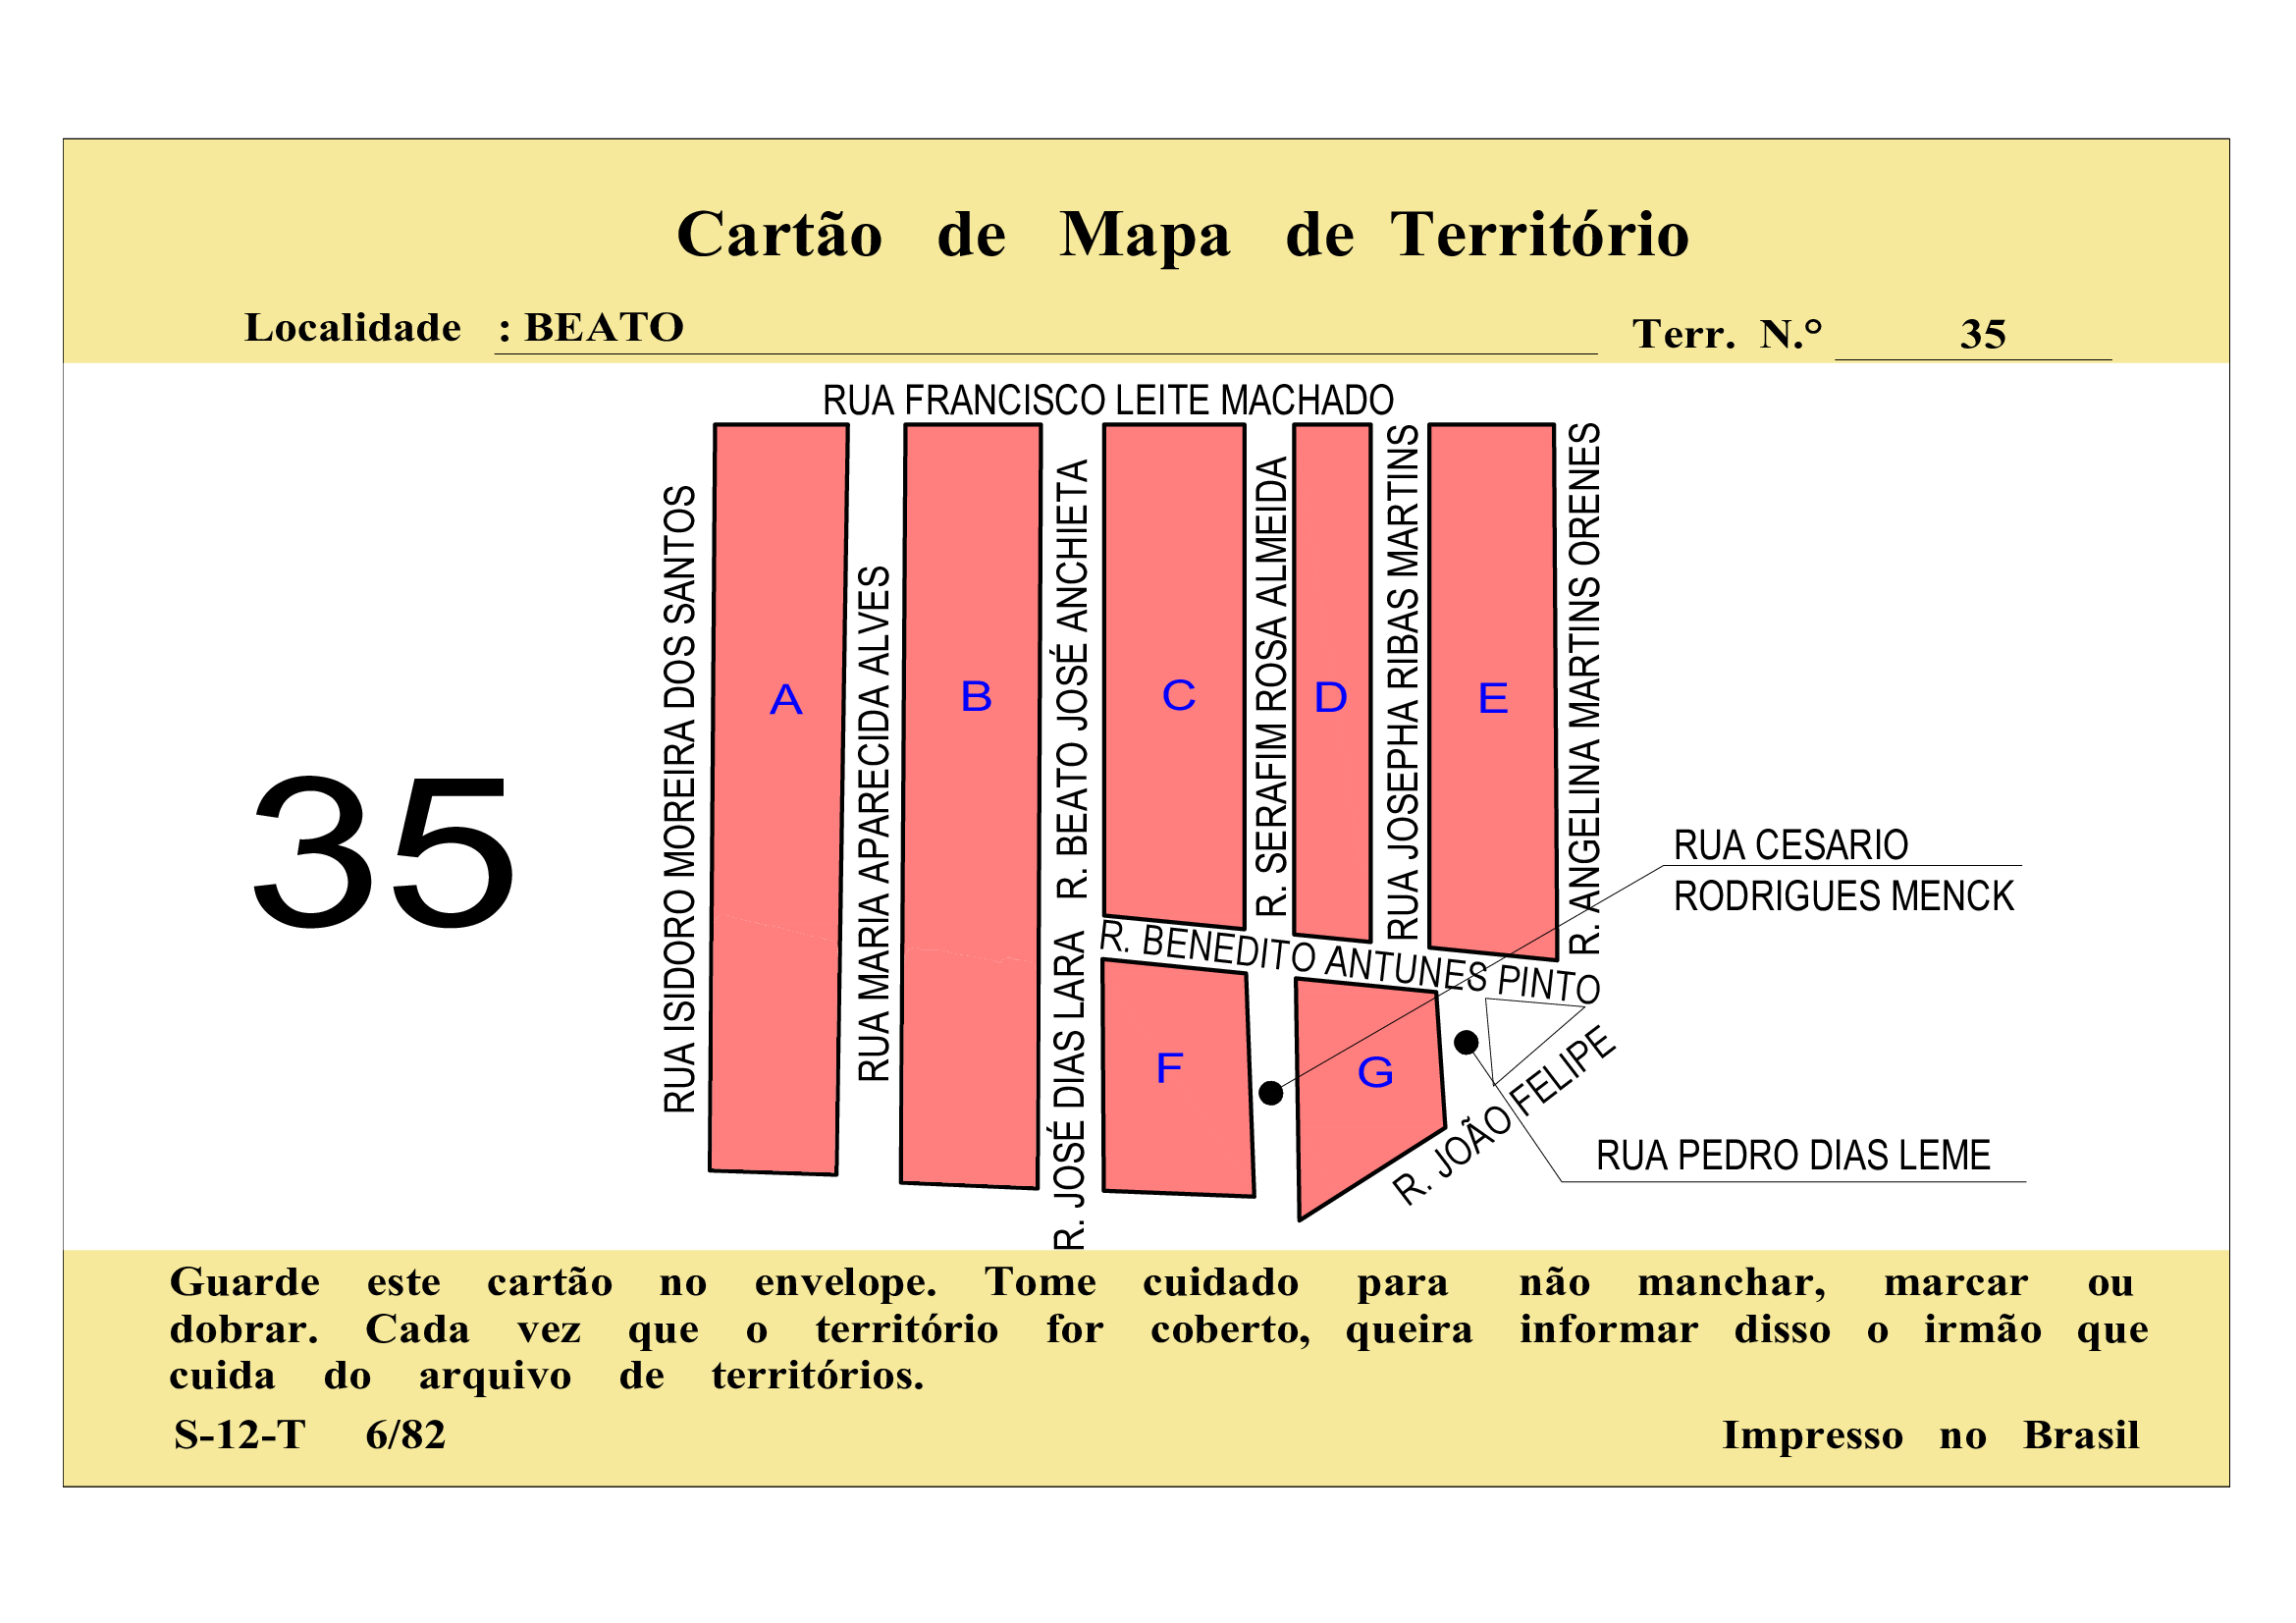 Cartão de Mapa de Território
Localidade : BEATO
Terr. N.° 35
RUA FRANCISCO LEITE MACHADO
RUA ISIDORO MOREIRA DOS SANTOS
A
RUA MARIA APARECIDA ALVES
B
R. BEATO JOSÉ ANCHIETA
R. JOSÉ DIAS LARA
C
R. SERAFIM ROSA ALMEIDA
D
RUA JOSEPHA RIBAS MARTINS
E
R. ANGELINA MARTINS ORENES
35
RUA CESARIO
RODRIGUES MENCK
R. BENEDITO ANTUNES PINTO
F
G
R. JOÃO FELIPE
RUA PEDRO DIAS LEME
Guarde este cartão no envelope. Tome cuidado para não manchar, marcar ou
dobrar. Cada vez que o território for coberto, queira informar disso o irmão que
cuida do arquivo de territórios.
S-12-T 6/82
Impresso no Brasil